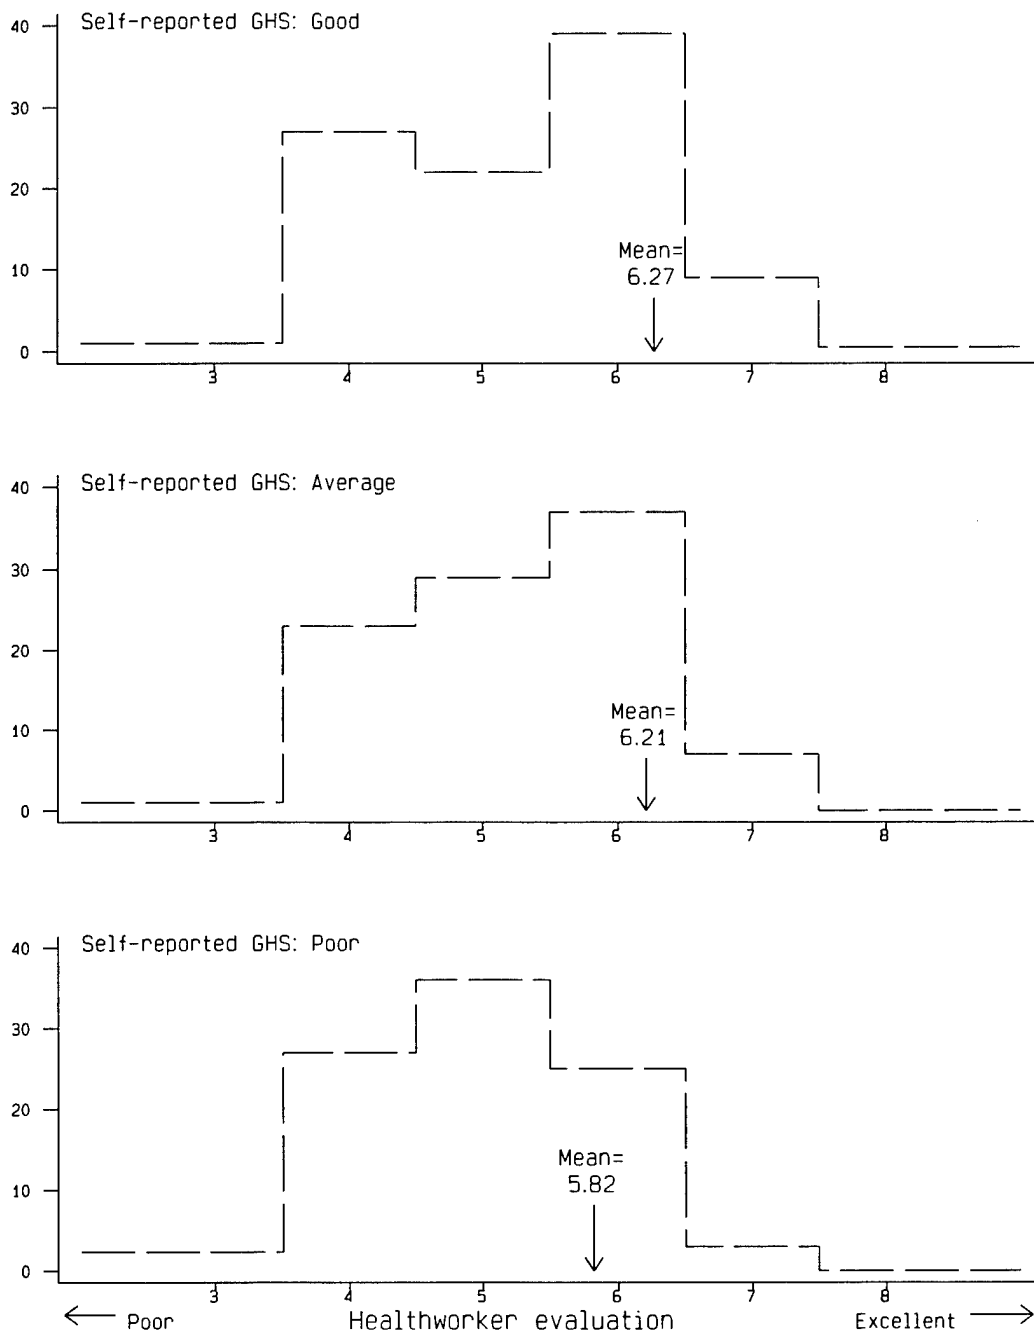 Self-reported GHS: Good
40
30
20
10
0
Mean=
6.27
3 4 5 6 7 8
Self-reported GHS: Average
40
30
20
10
0
Mean=
6.21
3 4 5 6 7 8
Self-reported GHS: Poor
40
30
20
10
0
Mean=
5.82
3 4 5 6 7 8
Poor Healthworker evaluation Excellent